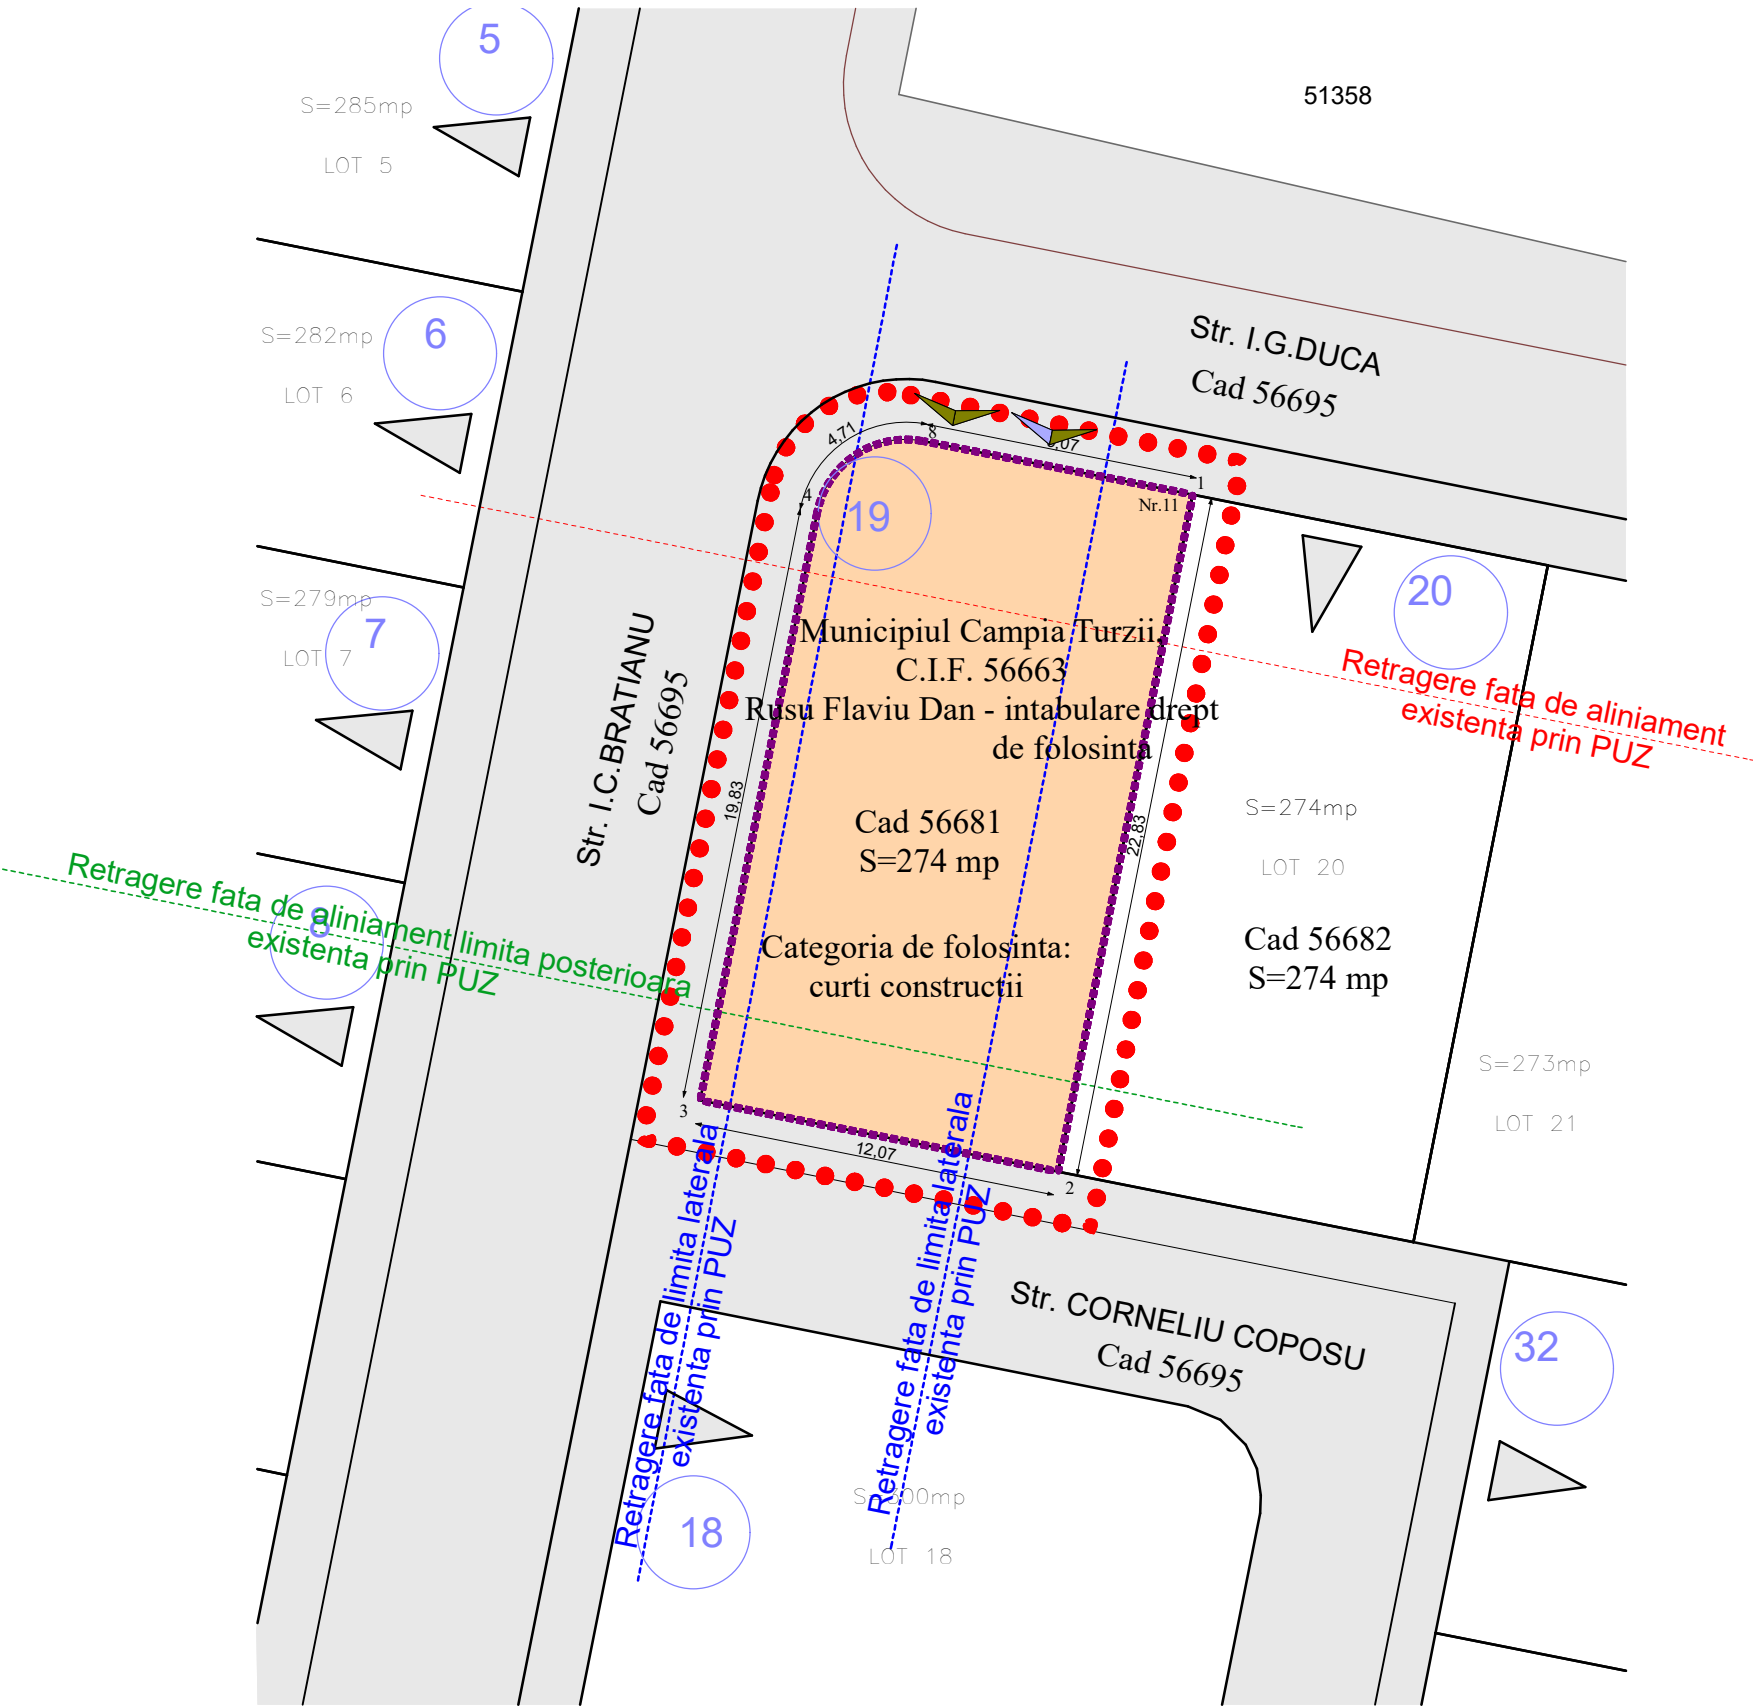 5
S=285mp
LOT 5
51358
6
S=282mp
LOT 6
Str. I.G.DUCA
Cad 56695
4,71
8
1
4
Nr.11
19
20
S=279mp
7
LOT 7
Municipiul Campia Turzii,
C.I.F. 56663
Rusu Flaviu Dan - intabulare drept
de folosinta
Str. I.C.BRATIANU
Cad 56695
Retragere fata de aliniament
existenta prin PUZ
19,83
22,83
Cad 56681
S=274 mp
S=274mp
LOT 20
Retragere fata de aliniament limita posterioara
existenta prin PUZ
8
Categoria de folosinta:
curti constructii
Cad 56682
S=274 mp
S=273mp
LOT 21
3
12,07
2
Retragere fata de limita laterala
existenta prin PUZ
Retragere fata de limita laterala
existenta prin PUZ
Str. CORNELIU COPOSU
Cad 56695
32
18
S=300mp
LOT 18